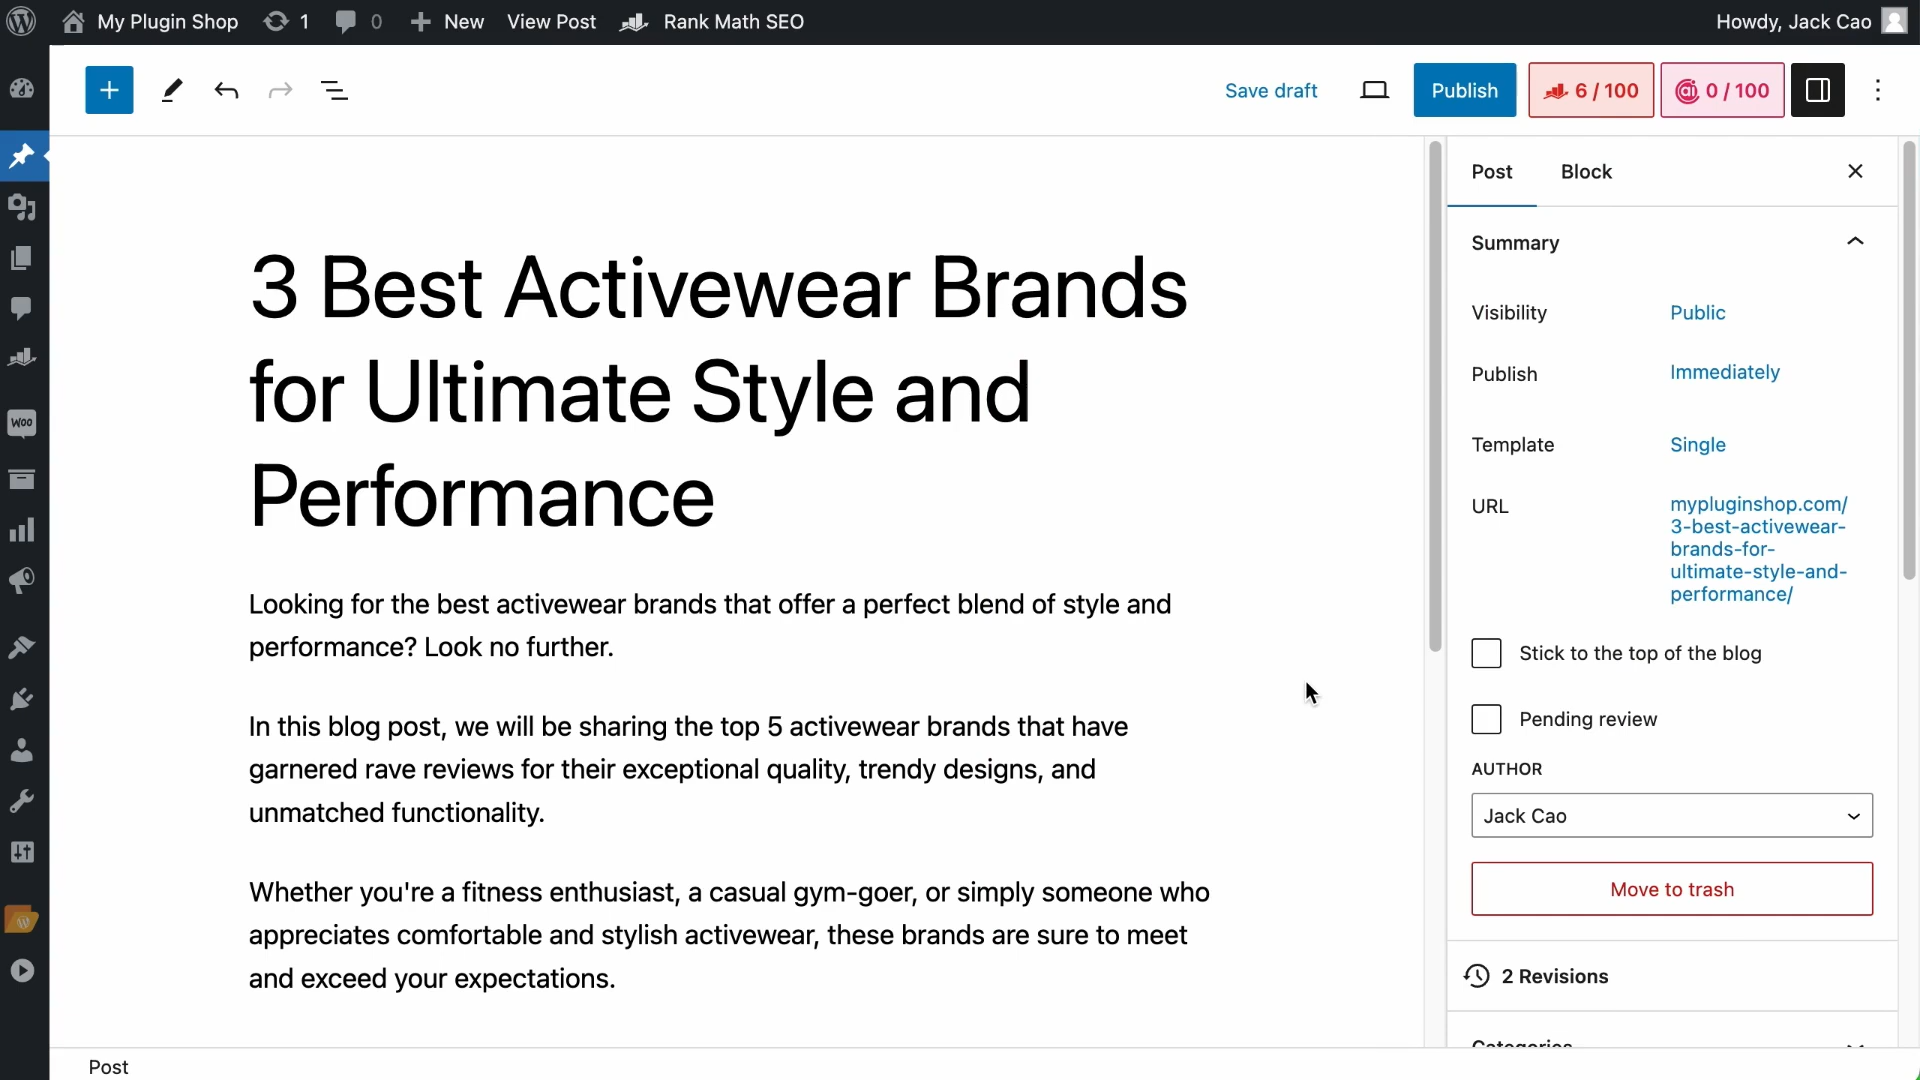 My Plugin Shop 1 0 New View Post Rank Math SEO Howdy, Jack Cao
Save draft Publish 6 / 100 0 / 100
Post Block
Summary
Visibility Public
Publish Immediately
Template Single
URL mypluginshop.com/
3-best-activewear-
brands-for-
ultimate-style-and-
performance/
Stick to the top of the blog
Pending review
AUTHOR
Jack Cao
Move to trash
2 Revisions
3 Best Activewear Brands
for Ultimate Style and
Performance
Looking for the best activewear brands that offer a perfect blend of style and
performance? Look no further.
In this blog post, we will be sharing the top 5 activewear brands that have
garnered rave reviews for their exceptional quality, trendy designs, and
unmatched functionality.
Whether you're a fitness enthusiast, a casual gym-goer, or simply someone who
appreciates comfortable and stylish activewear, these brands are sure to meet
and exceed your expectations.
Categories
Post
Woo